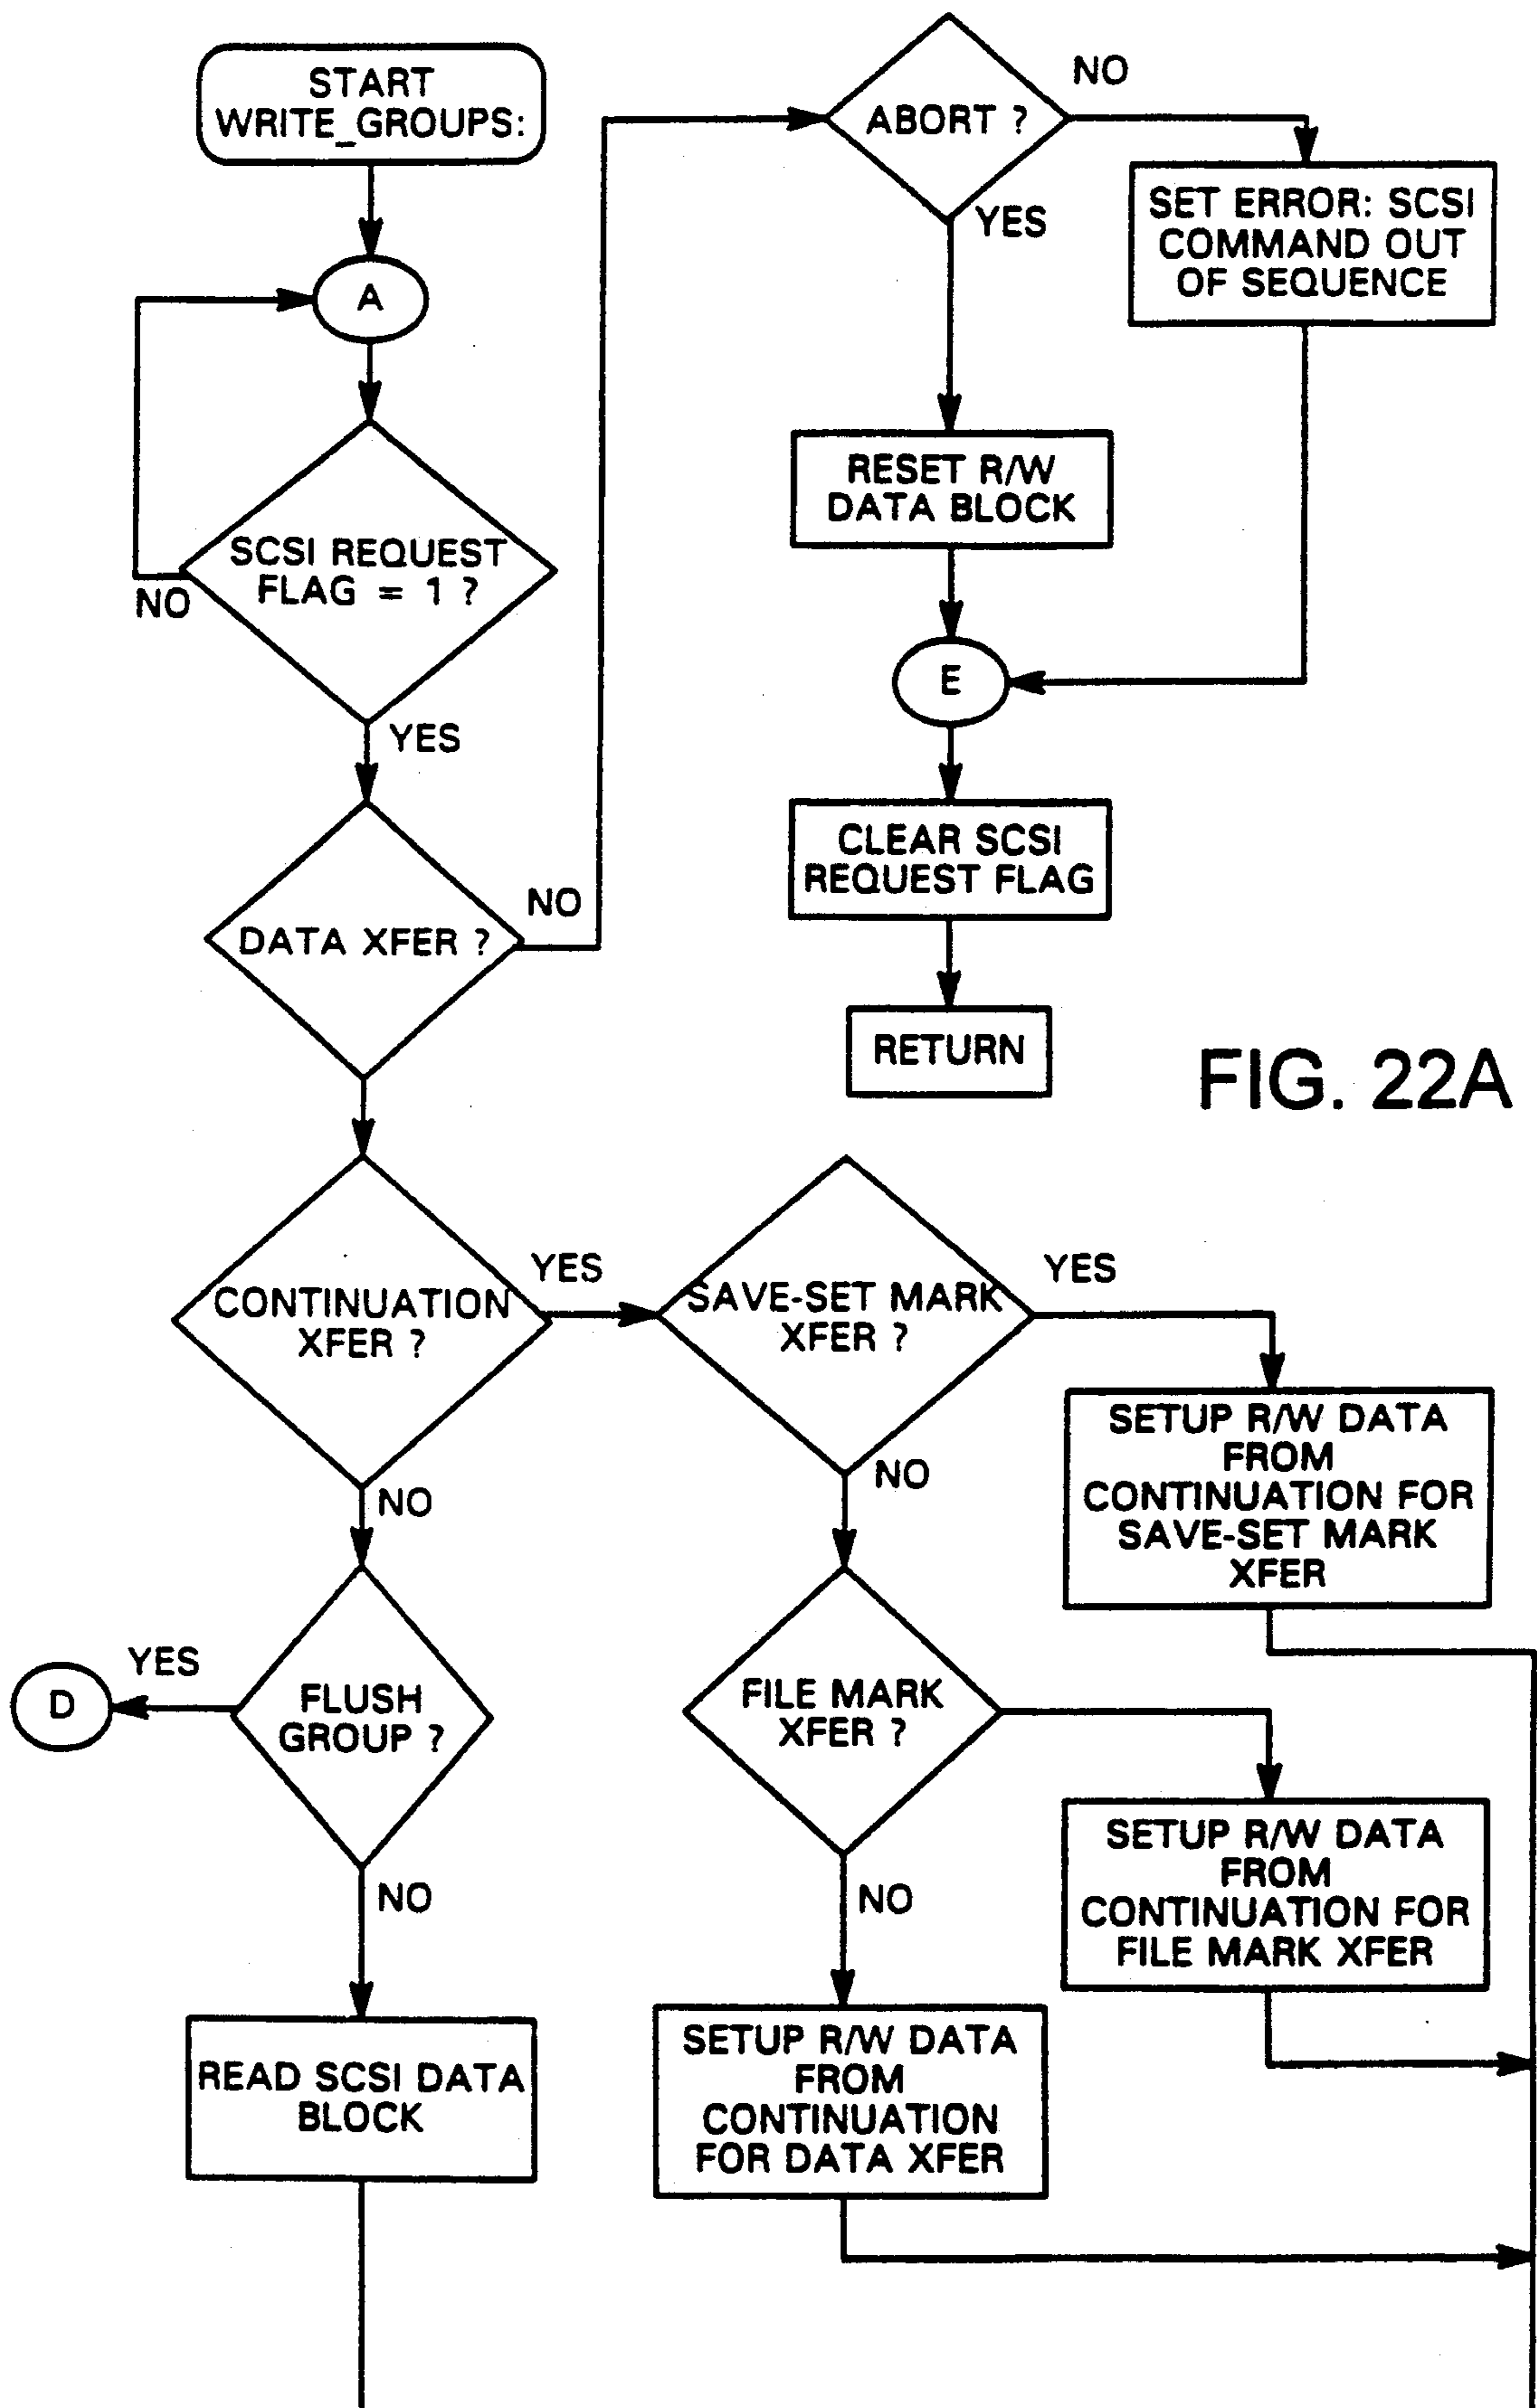 START
WRITE_GROUPS:
A
SCSI REQUEST
FLAG = 1 ?
NO
YES
DATA XFER ?
NO
ABORT ?
NO
YES
SET ERROR: SCSI
COMMAND OUT
OF SEQUENCE
RESET R/W
DATA BLOCK
E
CLEAR SCSI
REQUEST FLAG
RETURN
FIG. 22A
CONTINUATION
XFER ?
YES
NO
SAVE-SET MARK
XFER ?
YES
NO
SETUP R/W DATA
FROM
CONTINUATION FOR
SAVE-SET MARK
XFER
FLUSH
GROUP ?
YES
D
NO
FILE MARK
XFER ?
NO
SETUP R/W DATA
FROM
CONTINUATION FOR
FILE MARK XFER
READ SCSI DATA
BLOCK
SETUP R/W DATA
FROM
CONTINUATION
FOR DATA XFER